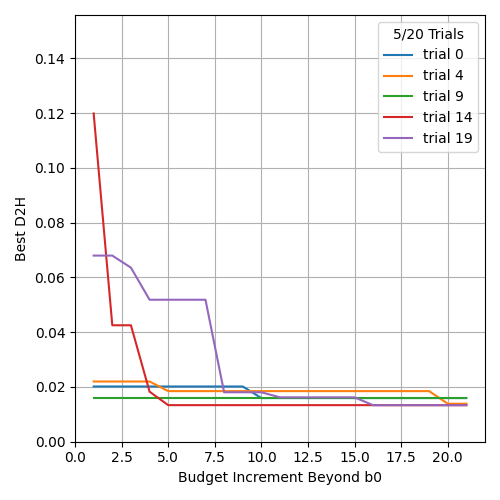 5/20 Trials
trial 0
trial 4
trial 9
trial 14
trial 19
Best D2H
0.14
0.12
0.10
0.08
0.06
0.04
0.02
0.00
0.0 2.5 5.0 7.5 10.0 12.5 15.0 17.5 20.0
Budget Increment Beyond b0